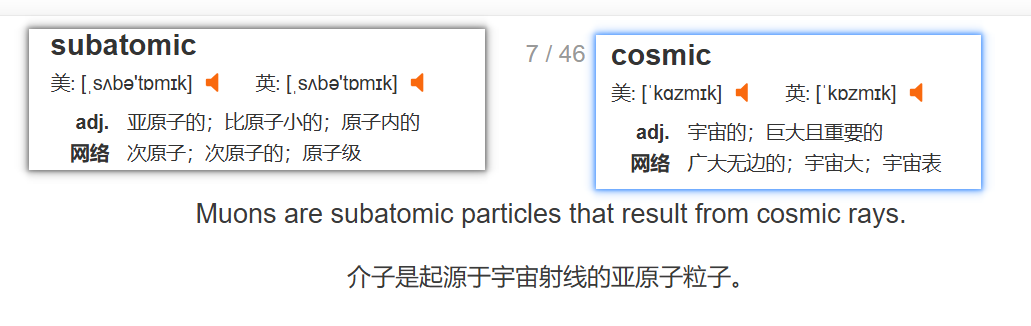 subatomic
美: [ˌsʌbə'tɒmɪk] 英: [ˌsʌbə'tɒmɪk]
adj. 亚原子的；比原子小的；原子内的
网络 次原子；次原子的；原子级
7 / 46
cosmic
美: [ˈkɑzmɪk] 英: [ˈkɒzmɪk]
adj. 宇宙的；巨大且重要的
网络 广大无边的；宇宙大；宇宙表
Muons are subatomic particles that result from cosmic rays.
介子是起源于宇宙射线的亚原子粒子。